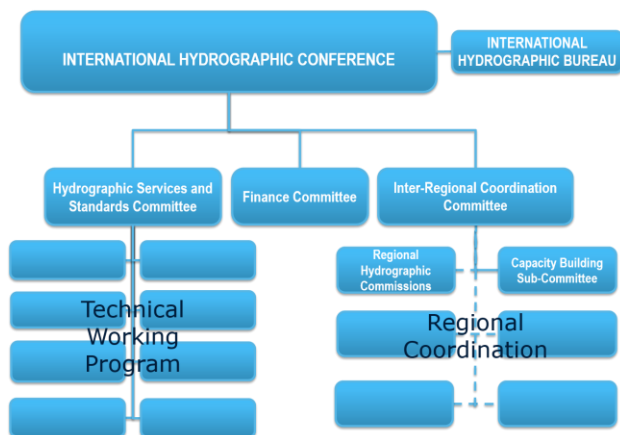 INTERNATIONAL HYDROGRAPHIC CONFERENCE
INTERNATIONAL
HYDROGRAPHIC BUREAU
Hydrographic Services and
Standards Committee
Finance Committee
Inter-Regional Coordination
Committee
Regional
Hydrographic
Commissions
Capacity Building
Sub-Committee
Technical
Working
Program
Regional
Coordination